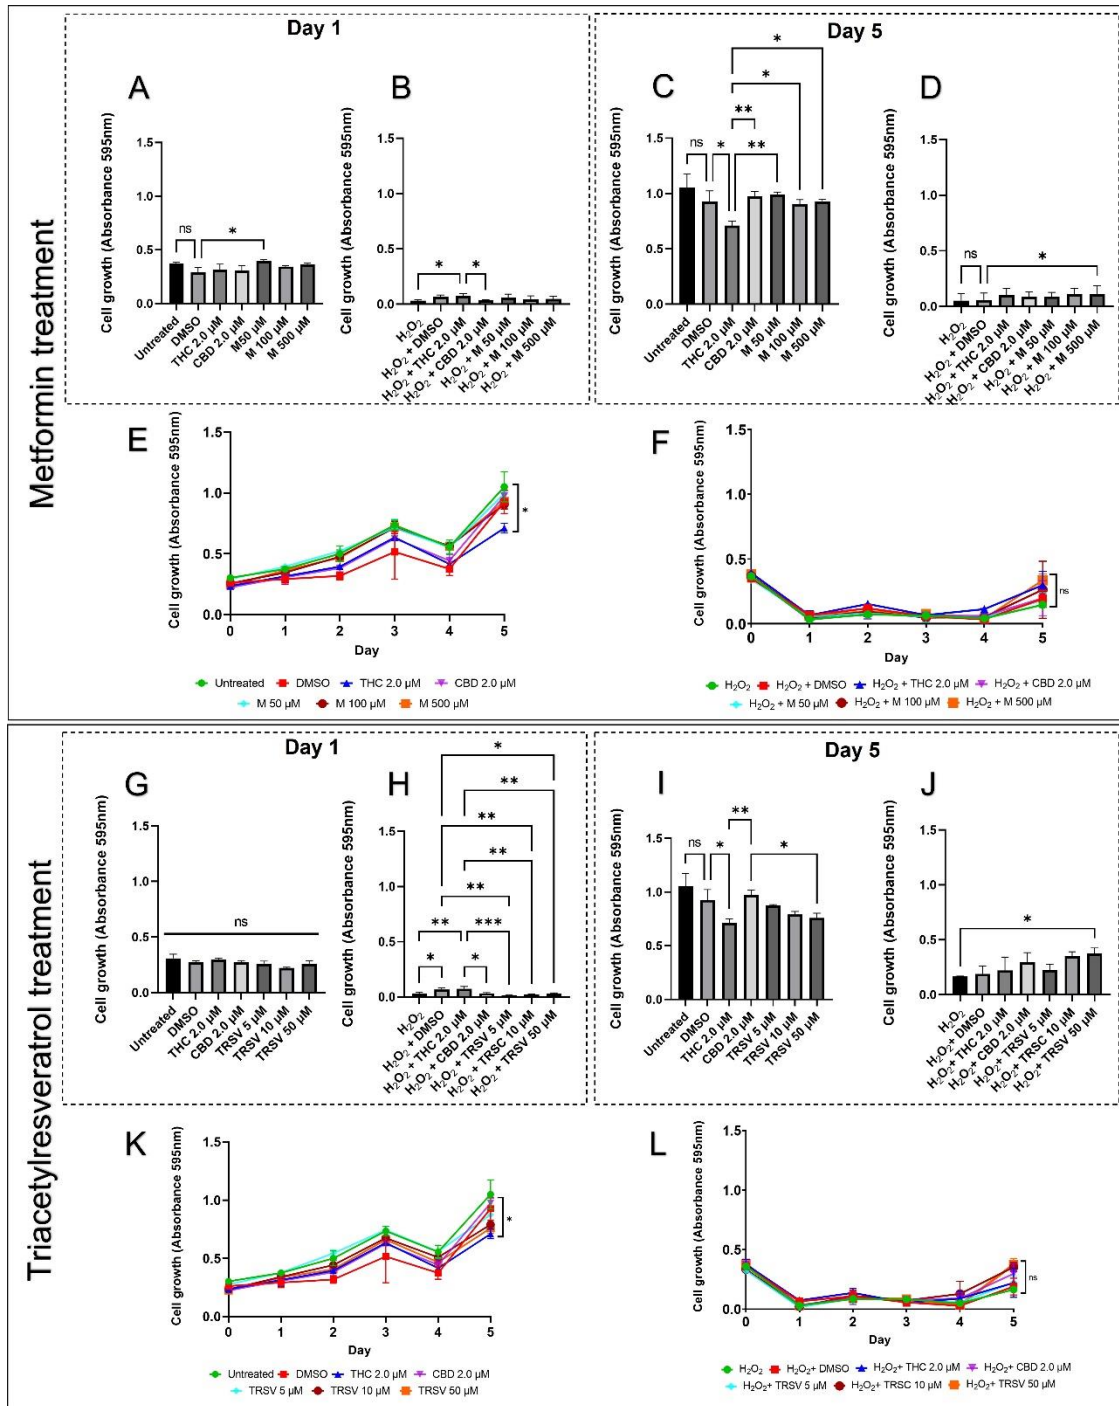 Metformin treatment
Day 1
Day 5
A
B
C
D
Cell growth (Absorbance 595nm)
1.5
1.0
0.5
0.0
ns
*
Untreated
DMSO
THC 2.0 µM
CBD 2.0 µM
M50 µM
M 100 µM
M 500 µM
Cell growth (Absorbance 595nm)
1.5
1.0
0.5
0.0
*
*
H₂O₂
H₂O₂ + DMSO
H₂O₂ + THC 2.0 µM
H₂O₂ + CBD 2.0 µM
H₂O₂ + M 50 µM
H₂O₂ + M 100 µM
H₂O₂ + M 500 µM
Cell growth (Absorbance 595nm)
1.5
1.0
0.5
0.0
*
*
**
ns
*
**
Untreated
DMSO
THC 2.0 µM
CBD 2.0 µM
M 50 µM
M 100 µM
M 500 µM
Cell growth (Absorbance 595nm)
1.5
1.0
0.5
0.0
ns
*
H₂O₂
H₂O₂ + DMSO
H₂O₂ + THC 2.0 µM
H₂O₂ + CBD 2.0 µM
H₂O₂ + M 50 µM
H₂O₂ + M 100 µM
H₂O₂ + M 500 µM
E
Cell growth (Absorbance 595nm)
1.5
1.0
0.5
0.0
*
0 1 2 3 4 5
Day
Untreated DMSO THC 2.0 µM CBD 2.0 µM
M 50 µM M 100 µM M 500 µM
F
Cell growth (Absorbance 595nm)
1.5
1.0
0.5
0.0
ns
0 1 2 3 4 5
Day
H₂O₂ H₂O₂ + DMSO H₂O₂ + THC 2.0 µM H₂O₂ + CBD 2.0 µM
H₂O₂ + M 50 µM H₂O₂ + M 100 µM H₂O₂ + M 500 µM
Triacetylresveratrol treatment
Day 1
Day 5
G
H
I
J
Cell growth (Absorbance 595nm)
1.5
1.0
0.5
0.0
ns
Untreated
DMSO
THC 2.0 µM
CBD 2.0 µM
TRSV 5 µM
TRSV 10 µM
TRSV 50 µM
Cell growth (Absorbance 595nm)
1.5
1.0
0.5
0.0
*
**
**
**
**
** ***
* *
H₂O₂
H₂O₂ + DMSO
H₂O₂ + THC 2.0 µM
H₂O₂ + CBD 2.0 µM
H₂O₂ + TRSV 5 µM
H₂O₂ + TRSC 10 µM
H₂O₂ + TRSV 50 µM
Cell growth (Absorbance 595nm)
1.5
1.0
0.5
0.0
**
ns
*
*
Untreated
DMSO
THC 2.0 µM
CBD 2.0 µM
TRSV 5 µM
TRSV 10 µM
TRSV 50 µM
Cell growth (Absorbance 595nm)
1.5
1.0
0.5
0.0
*
H₂O₂
H₂O₂+ DMSO
H₂O₂+ THC 2.0 µM
H₂O₂+ CBD 2.0 µM
H₂O₂+ TRSV 5 µM
H₂O₂+ TRSC 10 µM
H₂O₂+ TRSV 50 µM
K
Cell growth (Absorbance 595nm)
1.5
1.0
0.5
0.0
*
0 1 2 3 4 5
Day
Untreated DMSO THC 2.0 µM CBD 2.0 µM
TRSV 5 µM TRSV 10 µM TRSV 50 µM
L
Cell growth (Absorbance 595nm)
1.5
1.0
0.5
0.0
ns
0 1 2 3 4 5
Day
H₂O₂ H₂O₂+ DMSO H₂O₂+ THC 2.0 µM H₂O₂+ CBD 2.0 µM
H₂O₂+ TRSV 5 µM H₂O₂+ TRSC 10 µM H₂O₂+ TRSV 50 µM